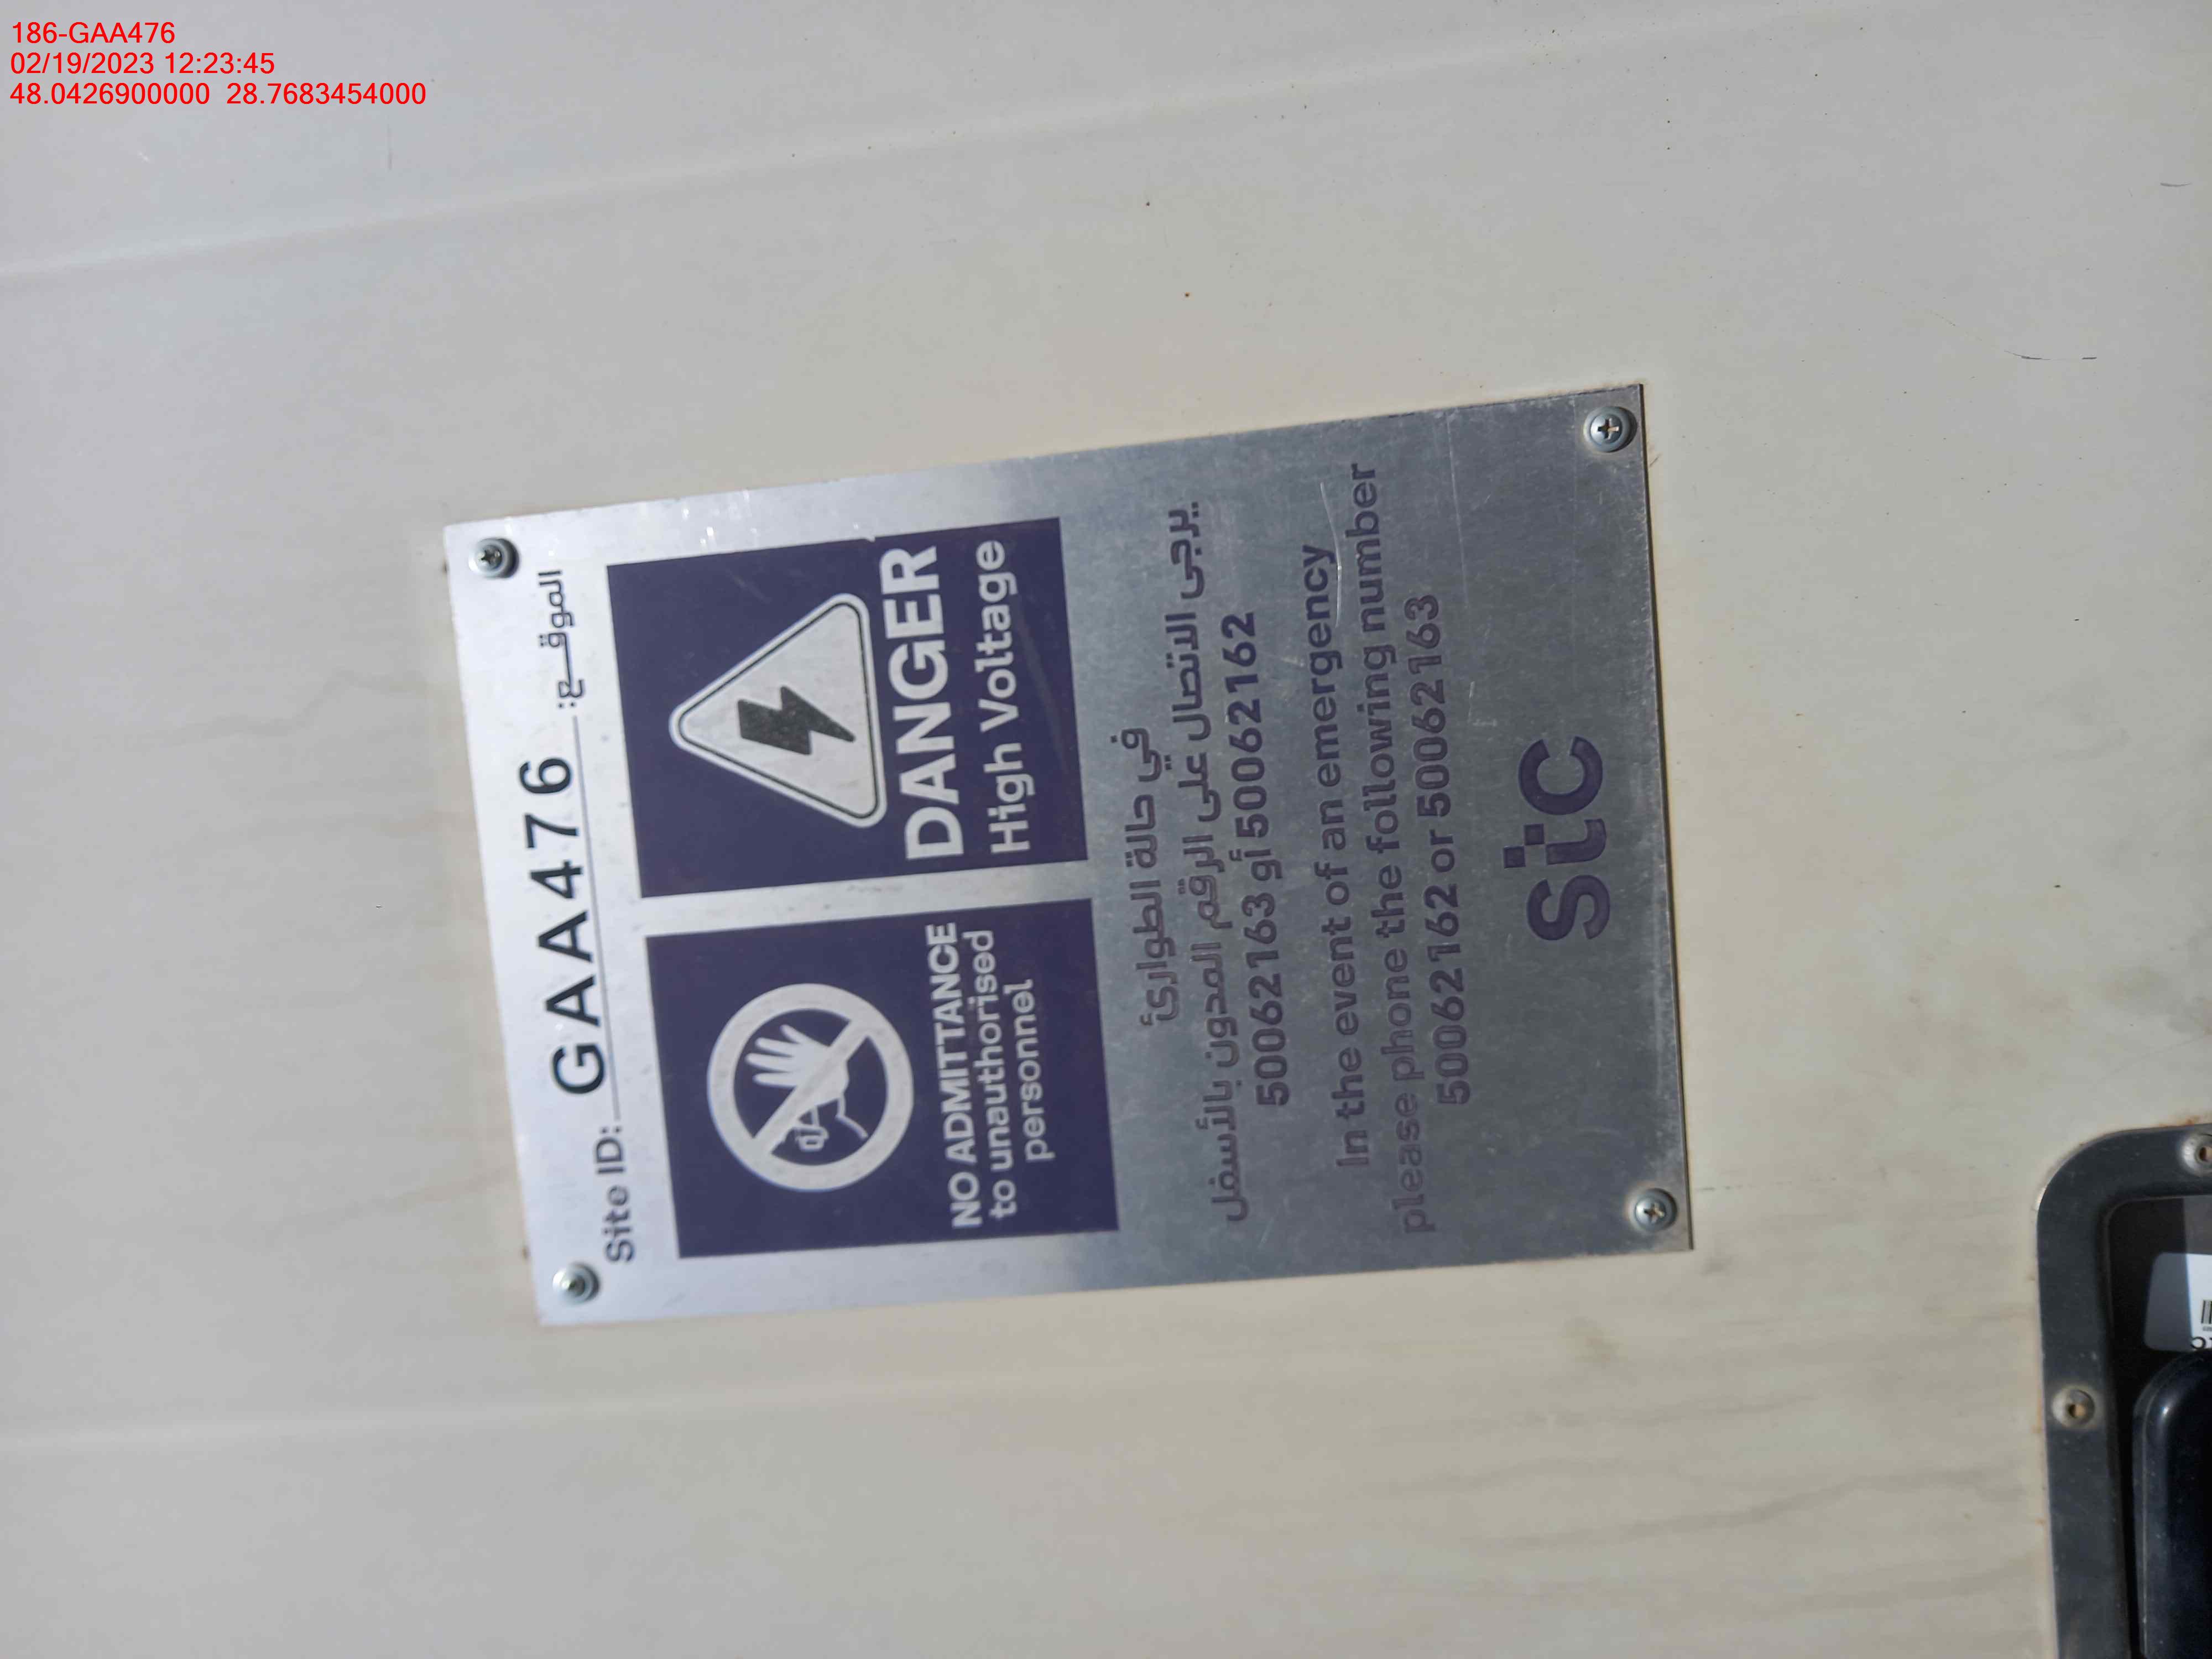 186-GAA476
02/19/2023 12:23:45
48.0426900000 28.7683454000
Site ID: GAA476 الموقع:
NO ADMITTANCE
to unauthorised
personnel
DANGER
High Voltage
في حالة الطوارئ
يرجى الاتصال على الرقم المدون بالأسفل
50062163 أو 50062162
In the event of an emergency
please phone the following number
50062162 or 50062163
stc